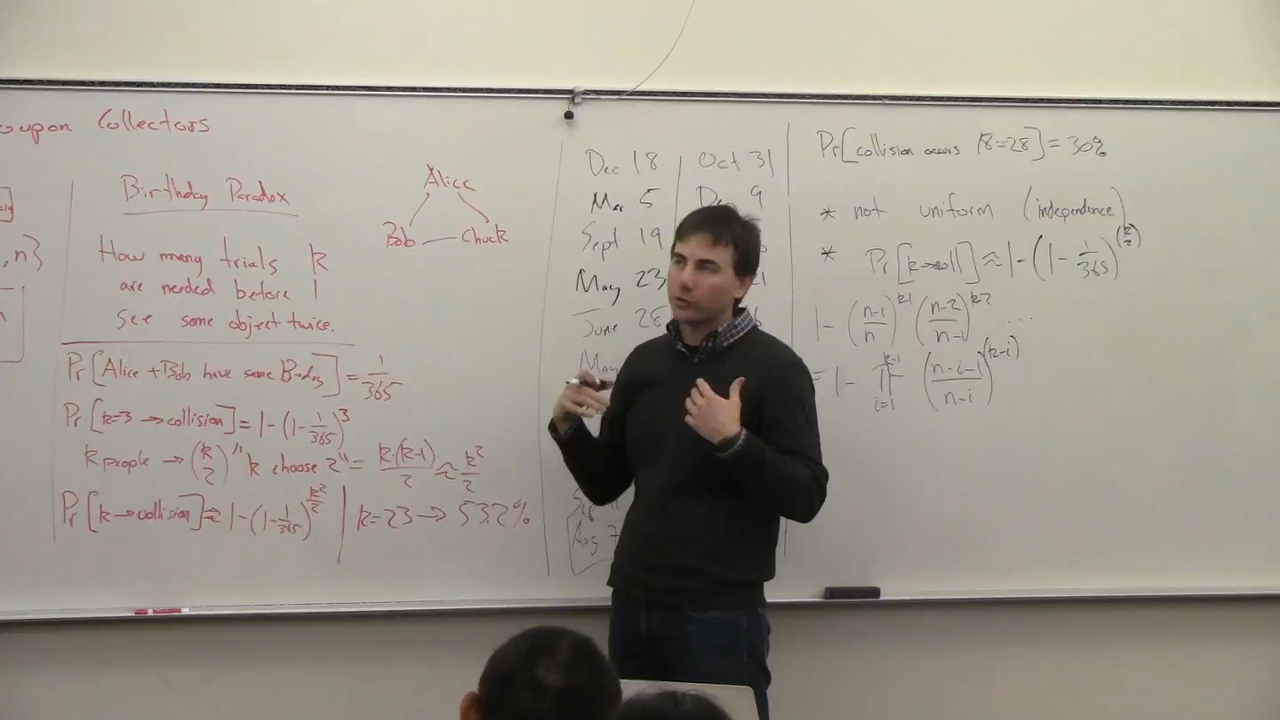 oupon Collectors
, n}
Birthday Paradox
How many trials k
are needed before I
see some object twice.
Alice
Bob — Chuck
Pr[Alice + Bob have same B-day] = 1/365
Pr[k=3 → collision] = 1-(1-1/365)^3
k people → (k 2) "k choose 2" = k(k-1)/2 ≈ k²/2
Pr[k→collision] ≈ 1-(1-1/365)^(k²/2) | k=23 → 53.2%
Dec 18
Mar 5
Sept 19
May 23
June 28
May
Aug 7
Oct 31
9
Pr[collision occurs k=28] = 30%
* not uniform (independence)
* Pr[k→coll] ≈ 1-(1-1/365)^(k 2)
1-((n-1)/n)^(k-1) ((n-2)/(n-1))^(k-2) ....
= 1- ∏_{i=1}^{k-1} ((n-i-1)/(n-i))^(k-i)